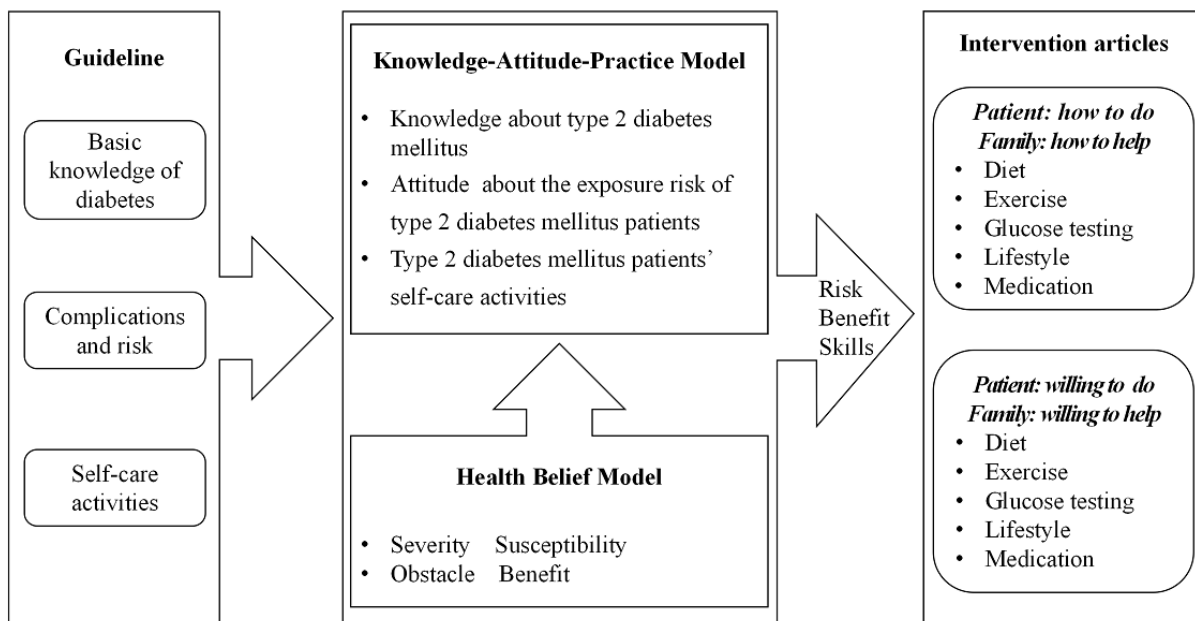 Guideline
Basic
knowledge of
diabetes
Complications
and risk
Self-care
activities
Knowledge-Attitude-Practice Model
• Knowledge about type 2 diabetes
mellitus
• Attitude about the exposure risk of
type 2 diabetes mellitus patients
• Type 2 diabetes mellitus patients’
self-care activities
Health Belief Model
• Severity Susceptibility
• Obstacle Benefit
Risk
Benefit
Skills
Intervention articles
Patient: how to do
Family: how to help
• Diet
• Exercise
• Glucose testing
• Lifestyle
• Medication
Patient: willing to do
Family: willing to help
• Diet
• Exercise
• Glucose testing
• Lifestyle
• Medication